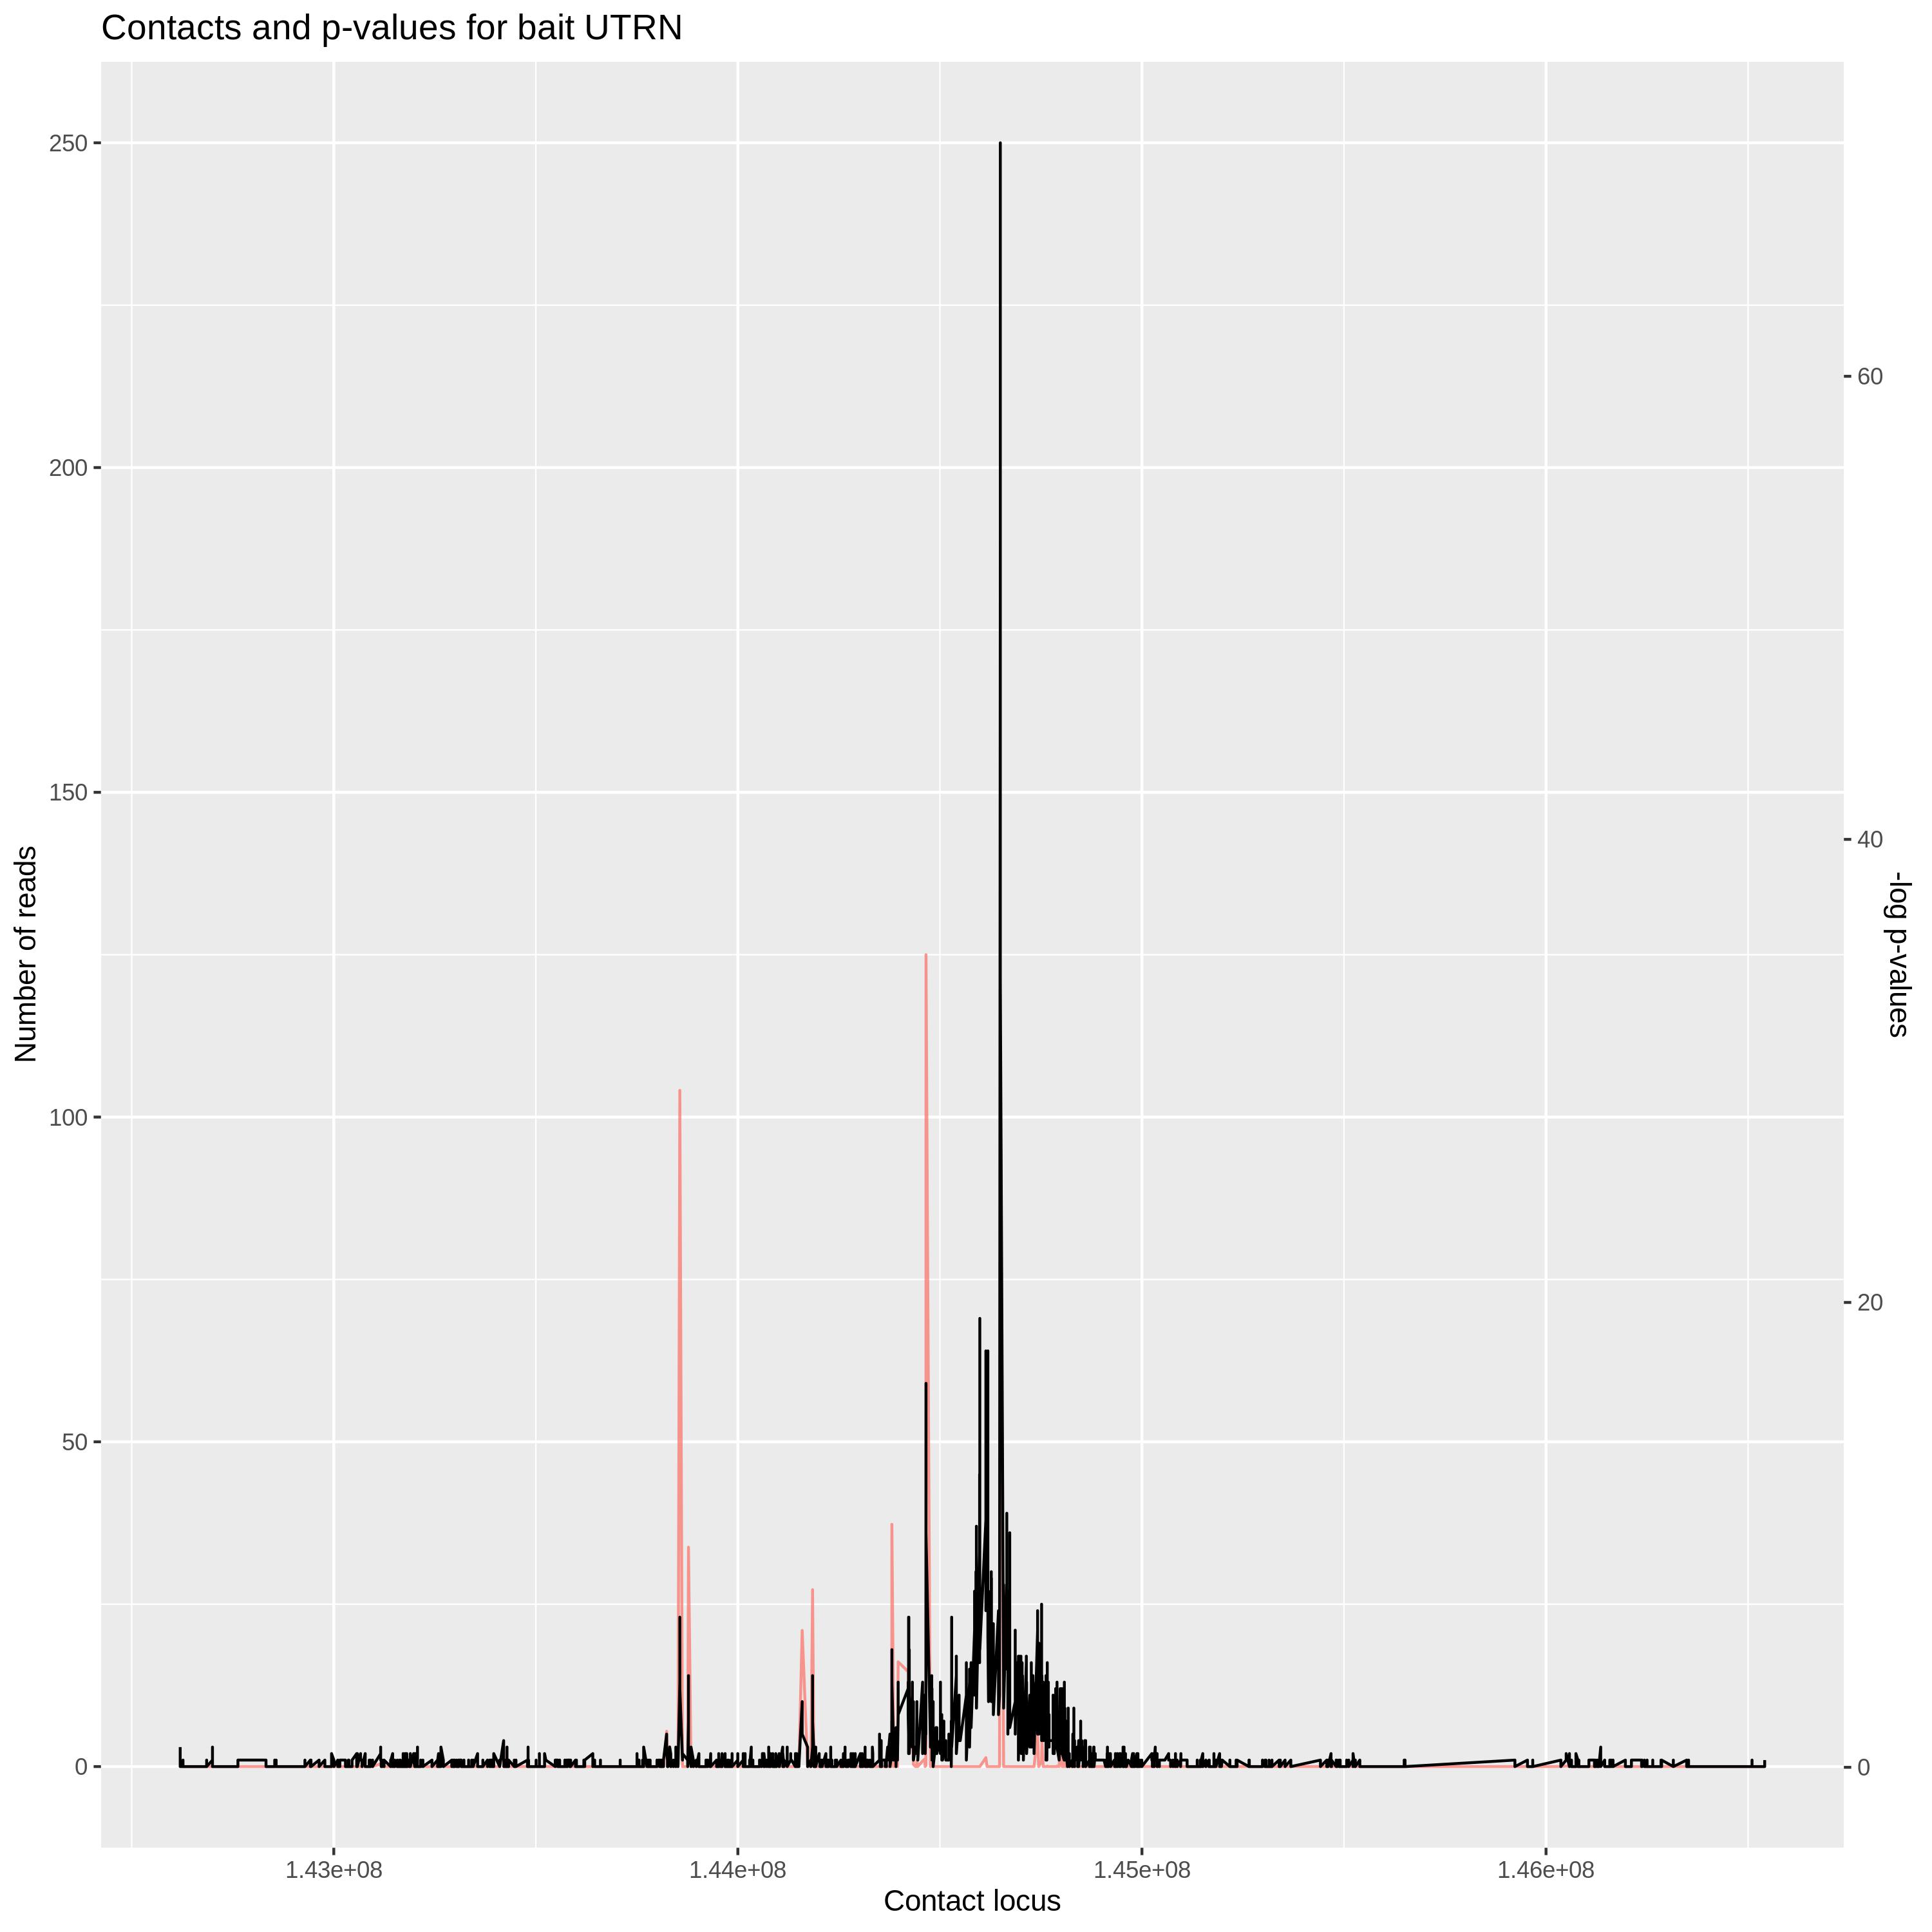 Contacts and p-values for bait UTRN
250
200
150
100
50
0
60
40
20
0
Number of reads
-log p-values
1.43e+08
1.44e+08
1.45e+08
1.46e+08
Contact locus